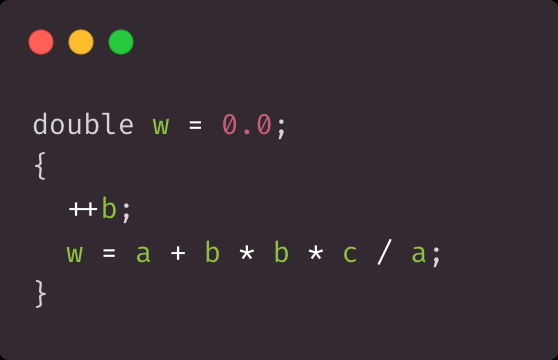 double w = 0.0;
{
  ++b;
  w = a + b * b * c / a;
}